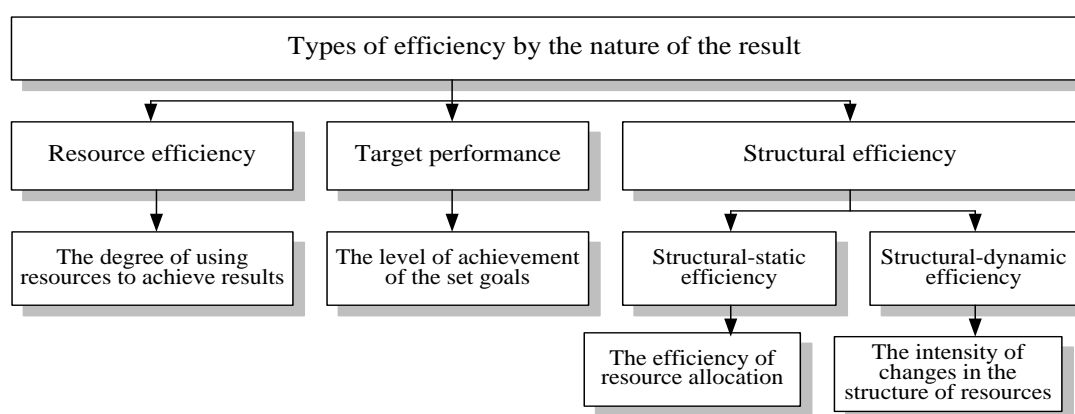 Types of efficiency by the nature of the result
Resource efficiency
Target performance
Structural efficiency
The degree of using
resources to achieve results
The level of achievement
of the set goals
Structural-static
efficiency
Structural-dynamic
efficiency
The efficiency of
resource allocation
The intensity of
changes in the
structure of resources